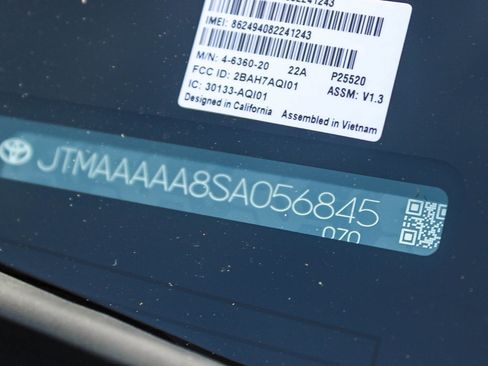 IMEI: 862494082241243
M/N: 4-6360-20 22A P25520
FCC ID: 2BAH7AQI01
IC: 30133-AQI01 ASSM: V1.3
Designed in California Assembled in Vietnam
JTMAAAAA8SA056845
070